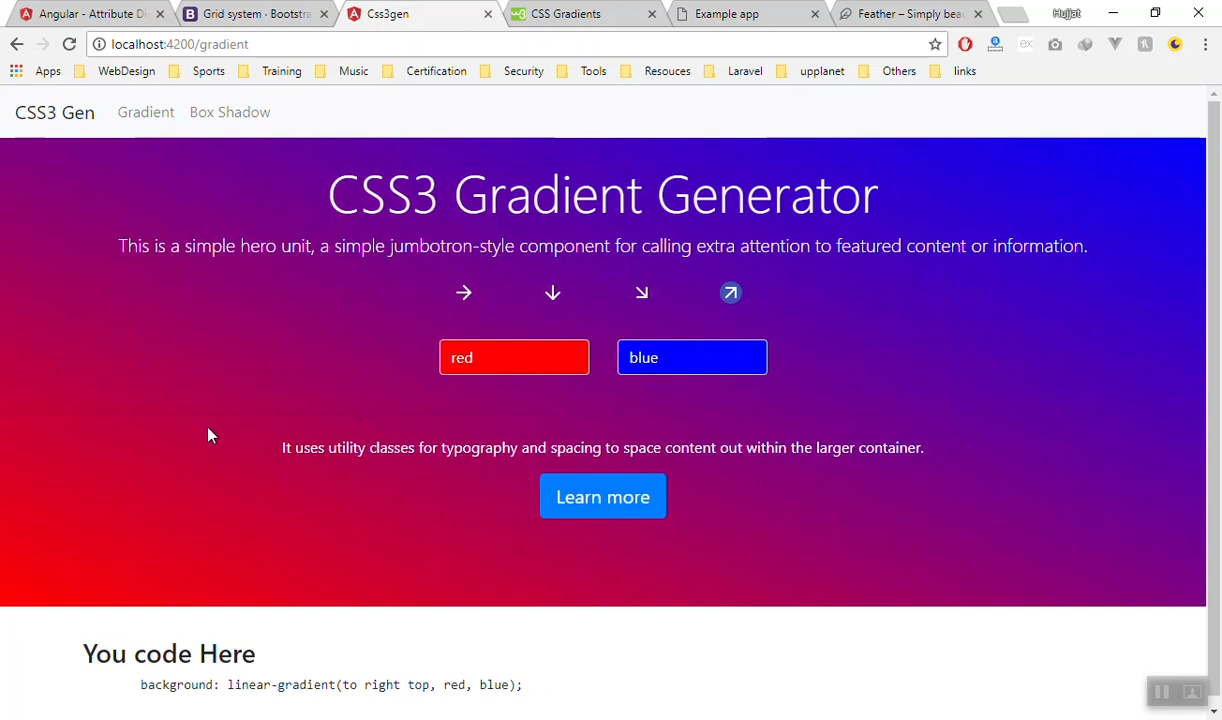 Angular - Attribute Di
Grid system · Bootstra
Css3gen
CSS Gradients
Example app
Feather – Simply beau
Hujjat
localhost:4200/gradient
Apps WebDesign Sports Training Music Certification Security Tools Resouces Laravel upplanet Others links
CSS3 Gen Gradient Box Shadow
CSS3 Gradient Generator
This is a simple hero unit, a simple jumbotron-style component for calling extra attention to featured content or information.
red blue
It uses utility classes for typography and spacing to space content out within the larger container.
Learn more
You code Here
background: linear-gradient(to right top, red, blue);